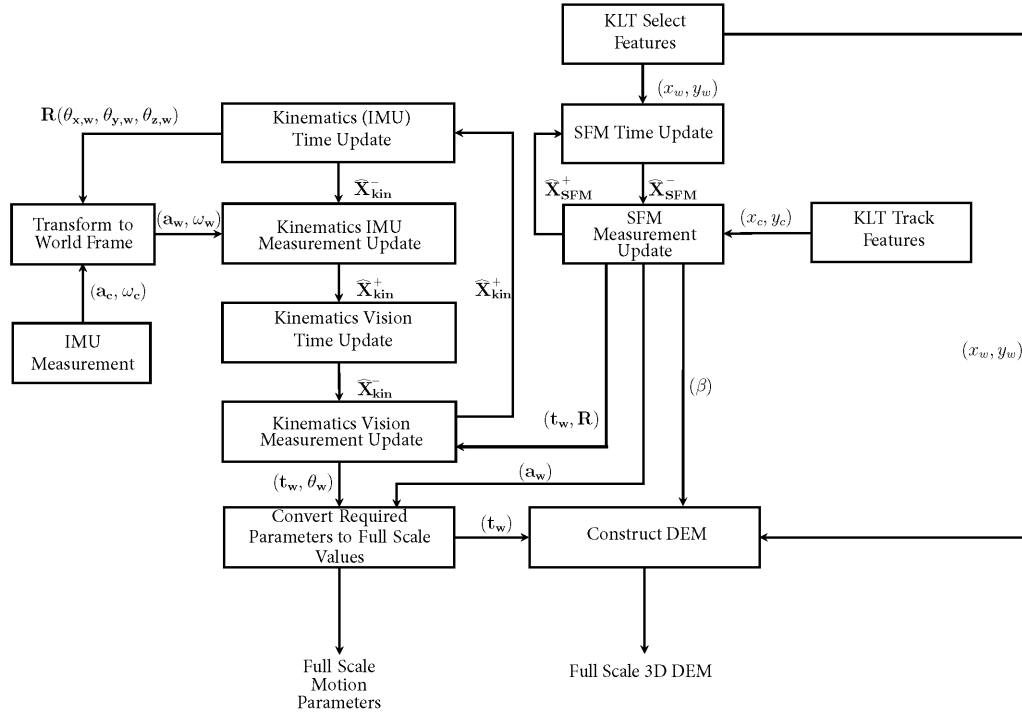 KLT Select
Features
(x_w, y_w)
R(θ_x,w, θ_y,w, θ_z,w)
Kinematics (IMU)
Time Update
SFM Time Update
X̂⁻_kin
X̂⁺_SFM
X̂⁻_SFM
Transform to
World Frame
(a_w, ω_w)
Kinematics IMU
Measurement Update
SFM
Measurement
Update
(x_c, y_c)
KLT Track
Features
(a_c, ω_c)
X̂⁺_kin
X̂⁺_kin
IMU
Measurement
Kinematics Vision
Time Update
(x_w, y_w)
X̂⁻_kin
(β)
Kinematics Vision
Measurement Update
(t_w, R)
(t_w, θ_w)
(a_w)
Convert Required
Parameters to Full Scale
Values
(t_w)
Construct DEM
Full Scale
Motion
Parameters
Full Scale 3D DEM